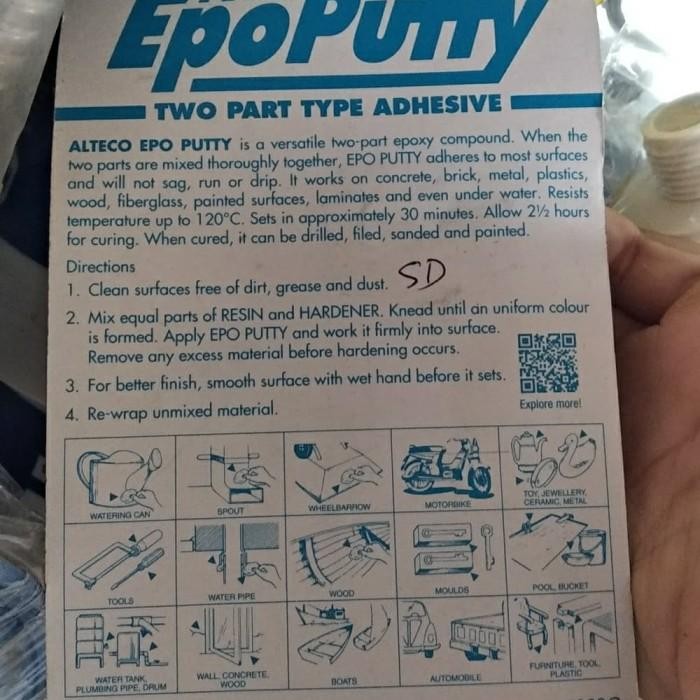 EpoPutty
TWO PART TYPE ADHESIVE
ALTECO EPO PUTTY is a versatile two-part epoxy compound. When the
two parts are mixed thoroughly together, EPO PUTTY adheres to most surfaces
and will not sag, run or drip. It works on concrete, brick, metal, plastics,
wood, fiberglass, painted surfaces, laminates and even under water. Resists
temperature up to 120°C. Sets in approximately 30 minutes. Allow 2½ hours
for curing. When cured, it can be drilled, filed, sanded and painted.
Directions
1. Clean surfaces free of dirt, grease and dust. SD
2. Mix equal parts of RESIN and HARDENER. Knead until an uniform colour
is formed. Apply EPO PUTTY and work it firmly into surface.
Remove any excess material before hardening occurs.
3. For better finish, smooth surface with wet hand before it sets.
4. Re-wrap unmixed material.
Explore more!
WATERING CAN
SPOUT
WHEELBARROW
MOTORBIKE
TOY, JEWELLERY,
CERAMIC, METAL
TOOLS
WATER PIPE
WOOD
MOULDS
POOL, BUCKET
WATER TANK,
PLUMBING PIPE, DRUM
WALL, CONCRETE,
WOOD
BOATS
AUTOMOBILE
FURNITURE, TOOL,
PLASTIC